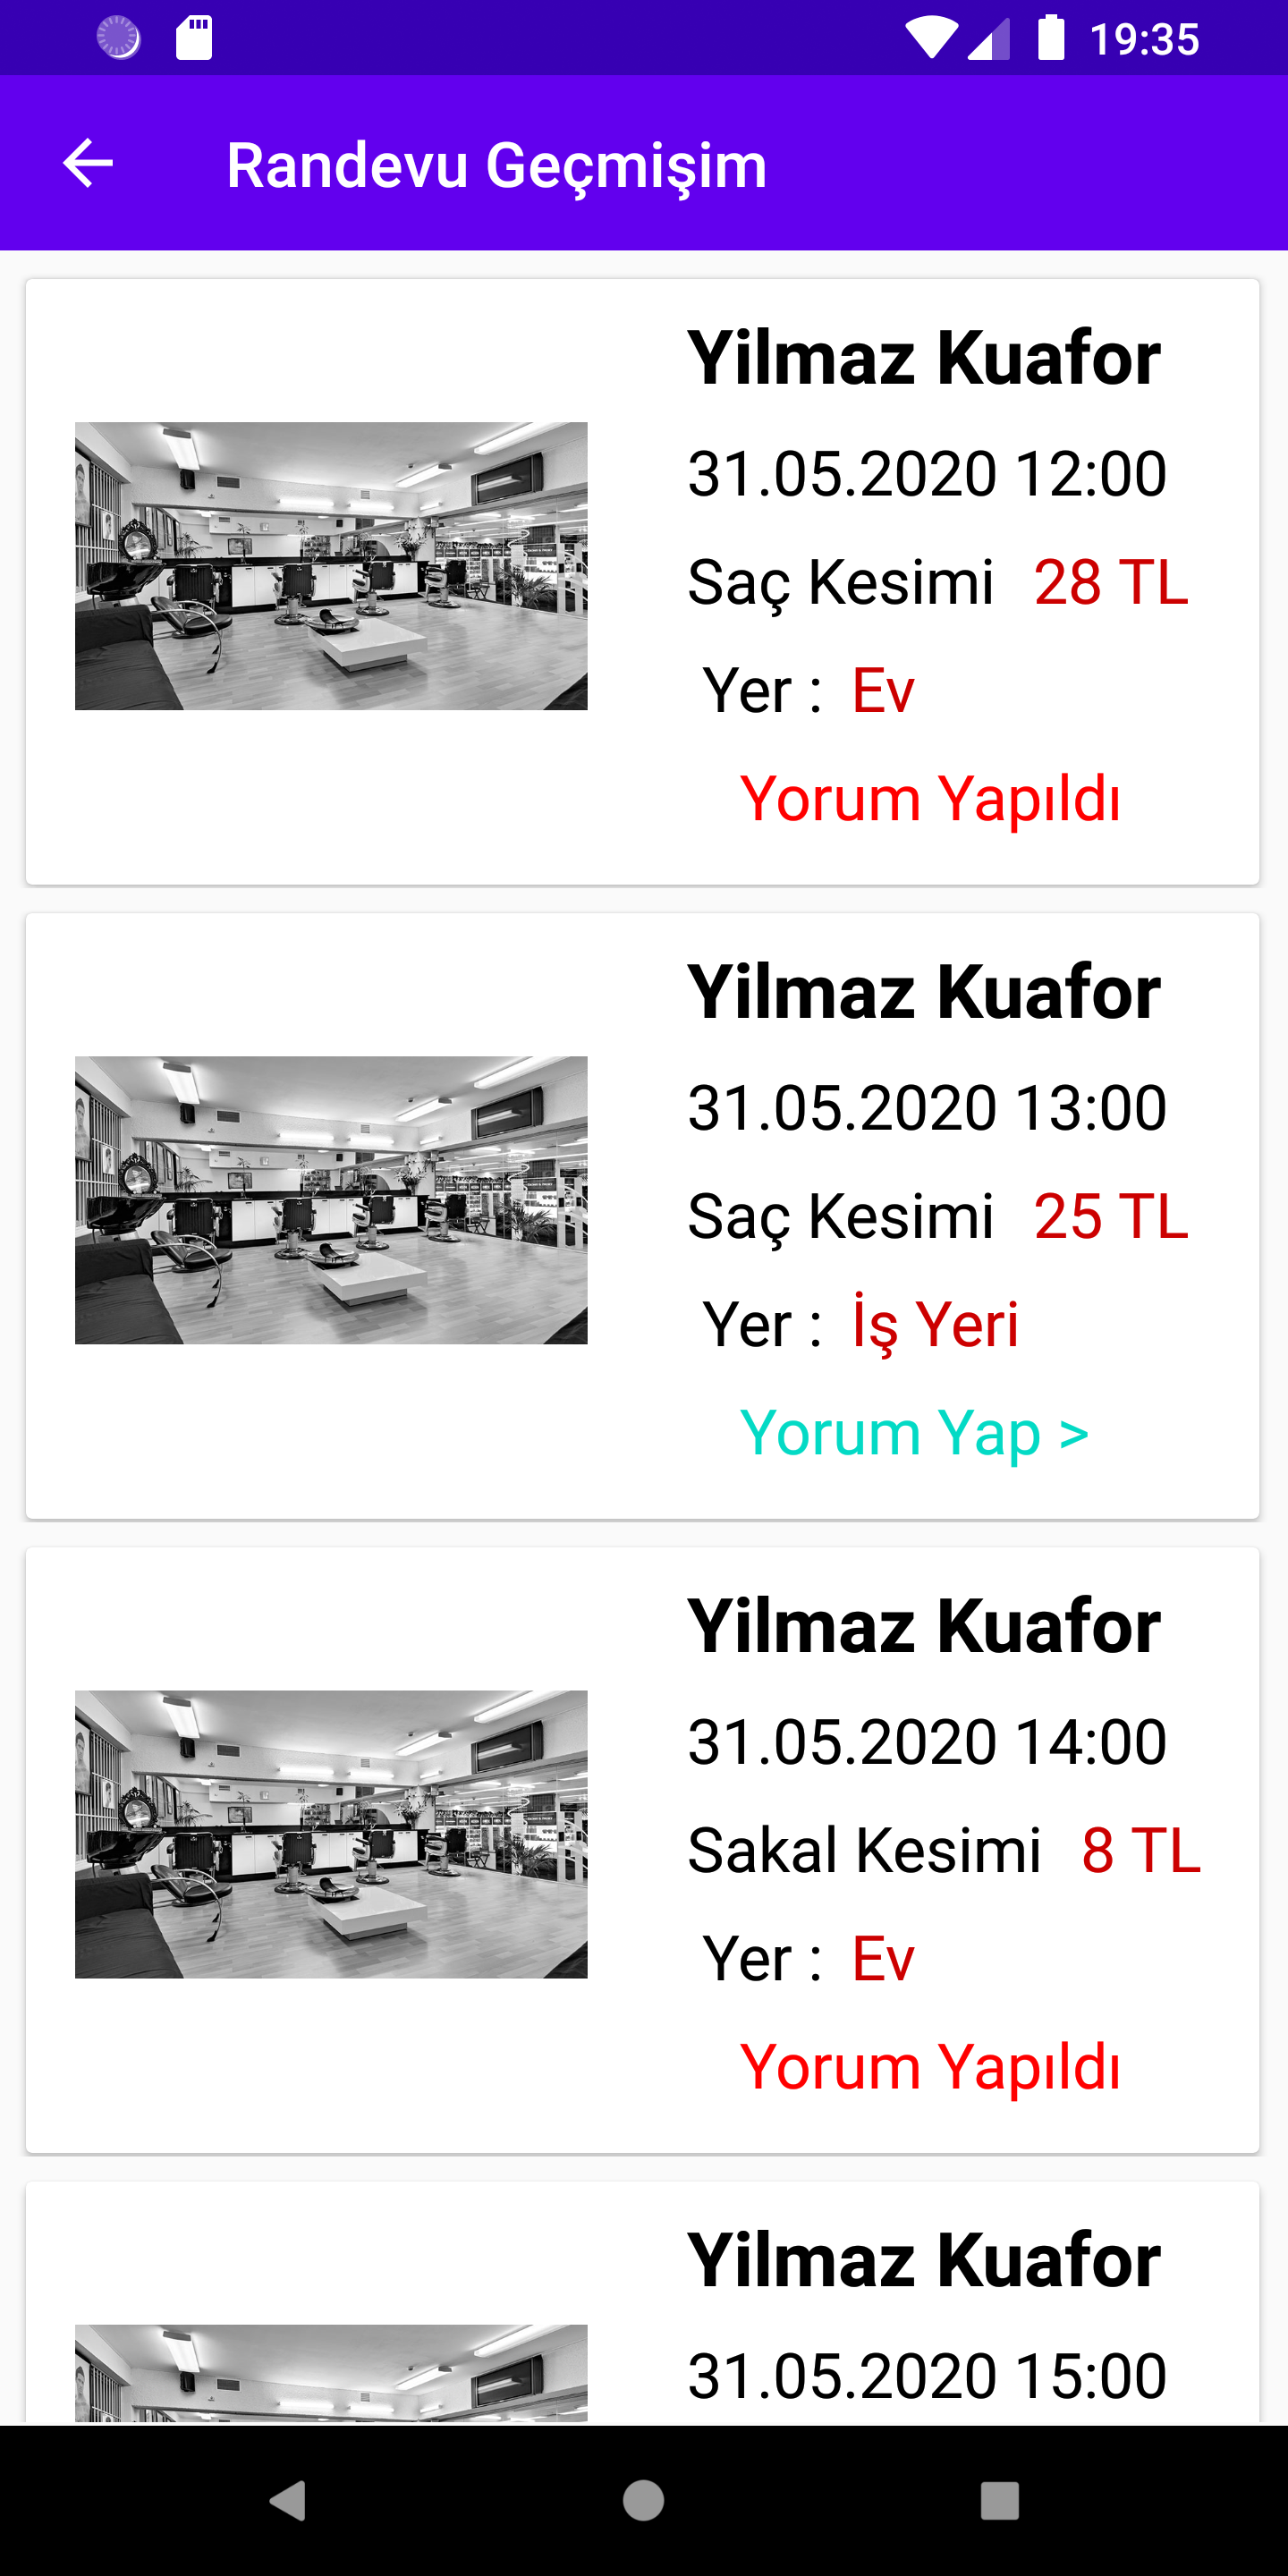 19:35
Randevu Geçmişim
Yilmaz Kuafor
31.05.2020 12:00
Saç Kesimi 28 TL
Yer : Ev
Yorum Yapıldı
Yilmaz Kuafor
31.05.2020 13:00
Saç Kesimi 25 TL
Yer : İş Yeri
Yorum Yap >
Yilmaz Kuafor
31.05.2020 14:00
Sakal Kesimi 8 TL
Yer : Ev
Yorum Yapıldı
Yilmaz Kuafor
31.05.2020 15:00